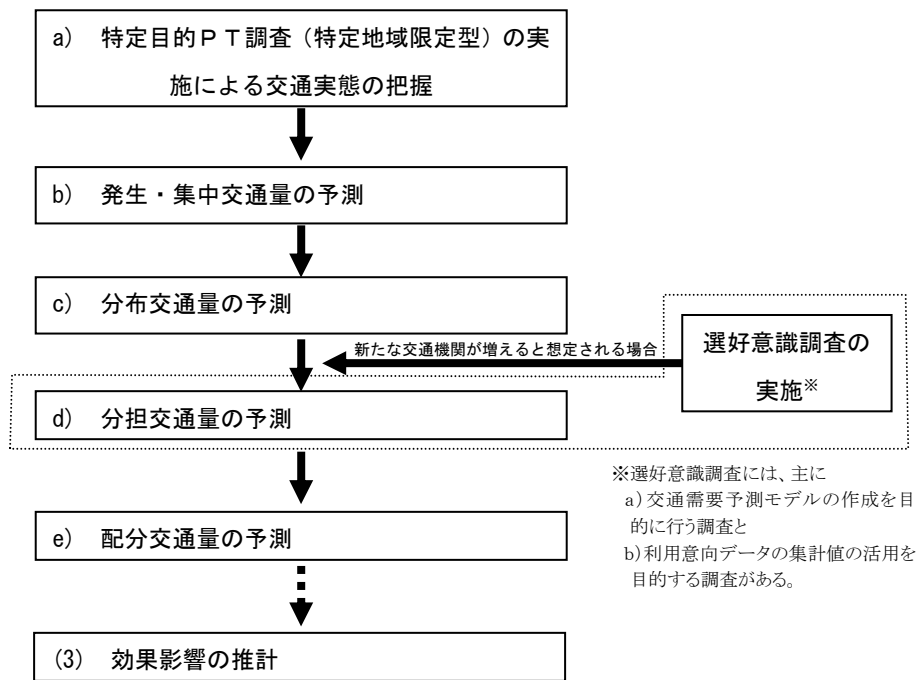 a) 特定目的ＰＴ調査（特定地域限定型）の実
施による交通実態の把握
b) 発生・集中交通量の予測
c) 分布交通量の予測
新たな交通機関が増えると想定される場合
選好意識調査の
実施※
d) 分担交通量の予測
※選好意識調査には、主に
a)交通需要予測モデルの作成を目
的に行う調査と
b)利用意向データの集計値の活用を
目的する調査がある。
e) 配分交通量の予測
(3) 効果影響の推計